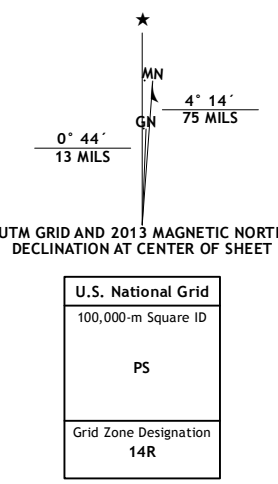 ★
MN
GN
4° 14´
75 MILS
0° 44´
13 MILS
UTM GRID AND 2013 MAGNETIC NORTH
DECLINATION AT CENTER OF SHEET
U.S. National Grid
100,000-m Square ID
PS
Grid Zone Designation
14R